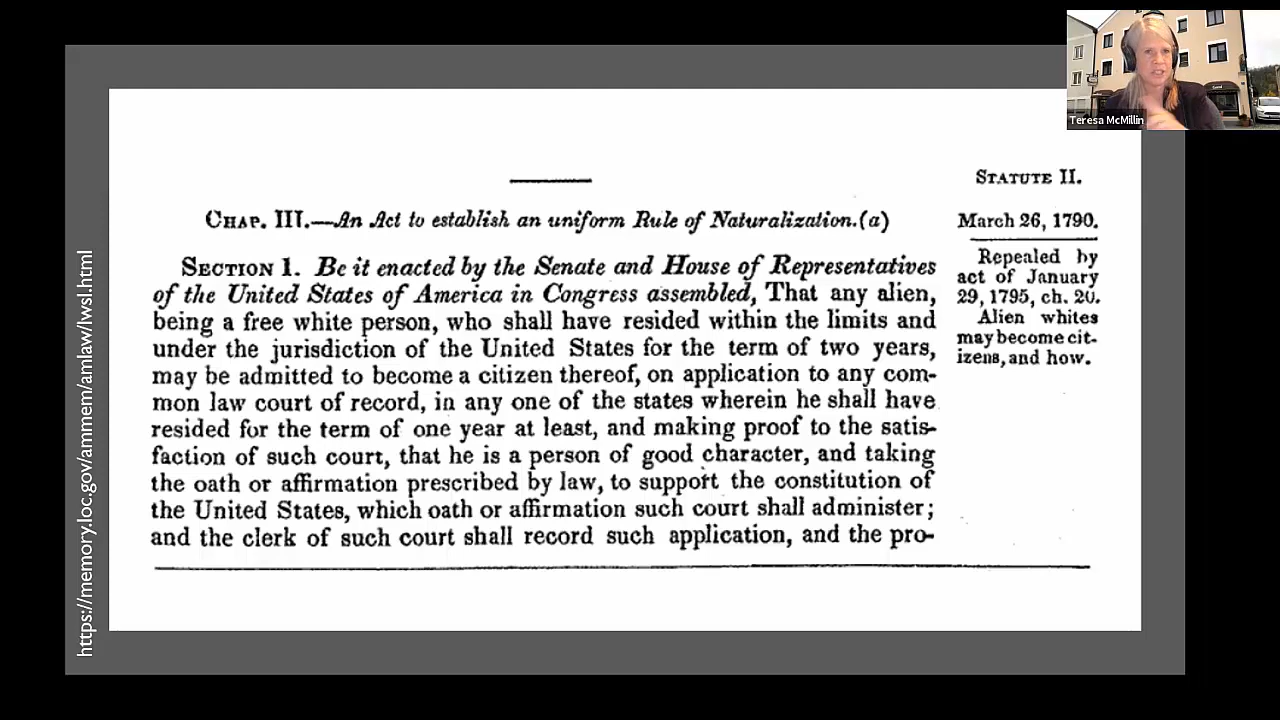 Teresa McMillin
STATUTE II.
CHAP. III.—An Act to establish an uniform Rule of Naturalization.(a)
March 26, 1790.
SECTION 1. Be it enacted by the Senate and House of Representatives
of the United States of America in Congress assembled, That any alien,
being a free white person, who shall have resided within the limits and
under the jurisdiction of the United States for the term of two years,
may be admitted to become a citizen thereof, on application to any com-
mon law court of record, in any one of the states wherein he shall have
resided for the term of one year at least, and making proof to the satis-
faction of such court, that he is a person of good character, and taking
the oath or affirmation prescribed by law, to support the constitution of
the United States, which oath or affirmation such court shall administer;
and the clerk of such court shall record such application, and the pro-
Repealed by
act of January
29, 1795, ch. 20.
Alien whites
may become cit-
izens, and how.
https://memory.loc.gov/ammem/amlaw/lwsl.html